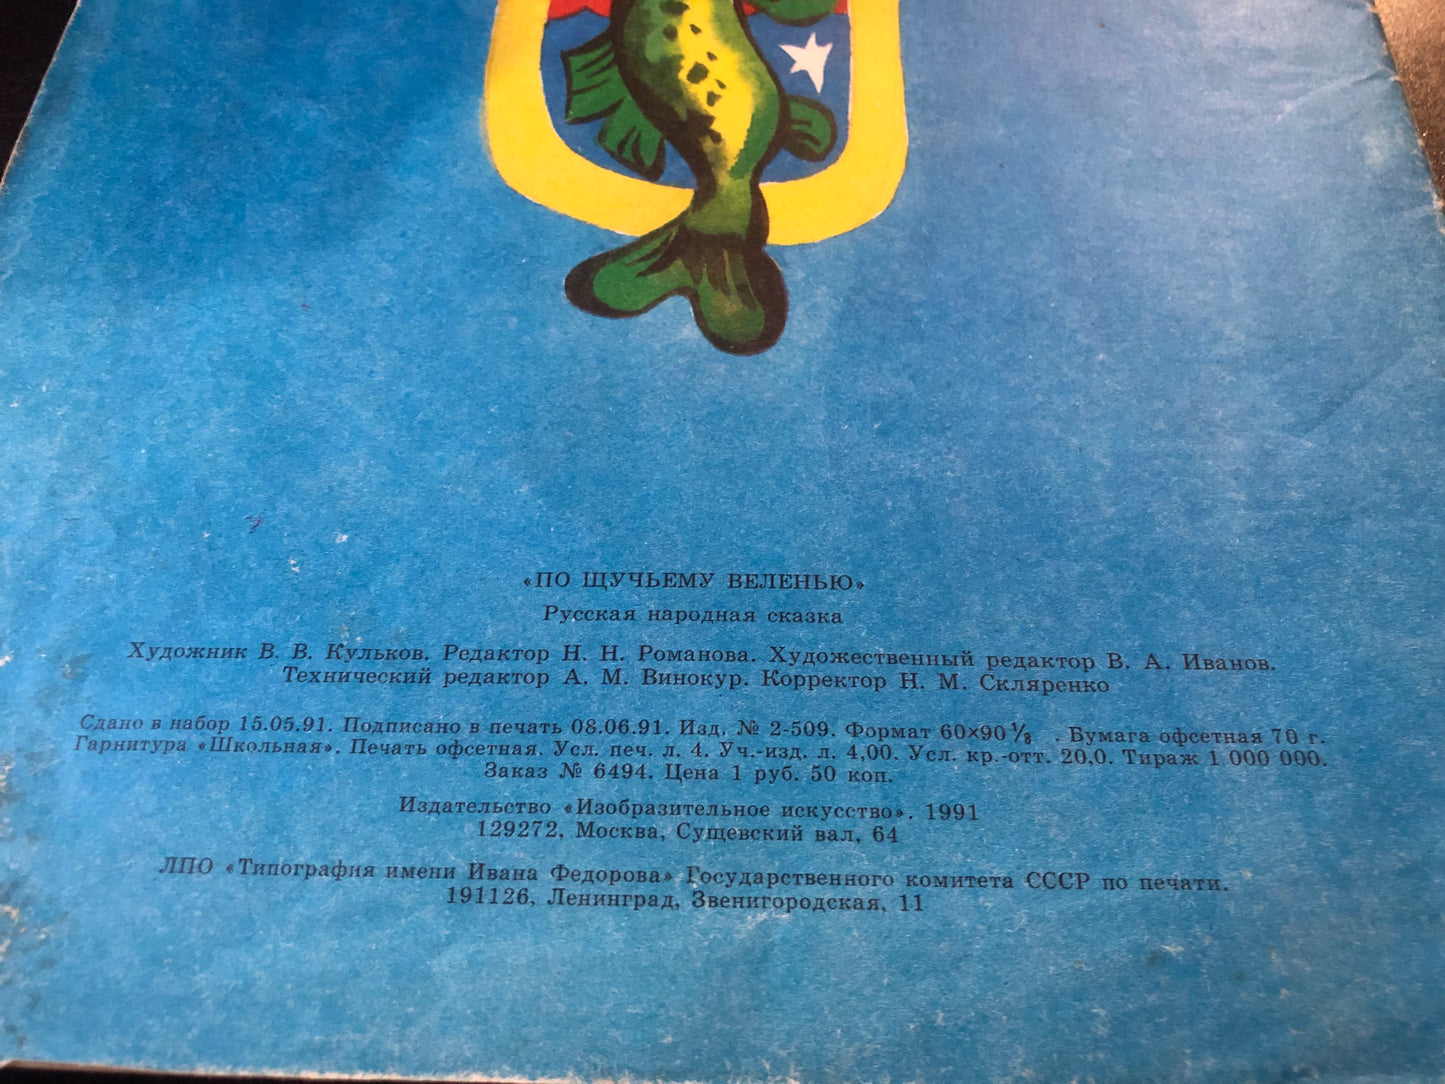 «ПО ЩУЧЬЕМУ ВЕЛЕНЬЮ»
Русская народная сказка
Художник В. В. Кульков. Редактор Н. Н. Романова. Художественный редактор В. А. Иванов.
Технический редактор А. М. Винокур. Корректор Н. М. Скляренко
Сдано в набор 15.05.91. Подписано в печать 08.06.91. Изд. № 2-509. Формат 60×90 1/8 . Бумага офсетная 70 г.
Гарнитура «Школьная». Печать офсетная. Усл. печ. л. 4. Уч.-изд. л. 4,00. Усл. кр.-отт. 20,0. Тираж 1 000 000.
Заказ № 6494. Цена 1 руб. 50 коп.
Издательство «Изобразительное искусство». 1991
129272, Москва, Сущевский вал, 64
ЛПО «Типография имени Ивана Федорова» Государственного комитета СССР по печати.
191126, Ленинград, Звенигородская, 11